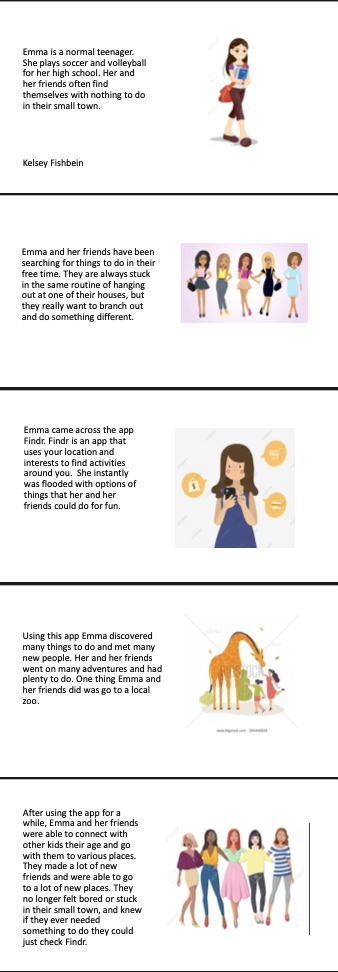 Emma is a normal teenager.
She plays soccer and volleyball
for her high school. Her and
her friends often find
themselves with nothing to do
in their small town.
Kelsey Fishbein
Emma and her friends have been
searching for things to do in their
free time. They are always stuck
in the same routine of hanging
out at one of their houses, but
they really want to branch out
and do something different.
Emma came across the app
Findr. Findr is an app that
uses your location and
interests to find activities
around you.  She instantly
was flooded with options of
things that her and her
friends could do for fun.
Using this app Emma discovered
many things to do and met many
new people. Her and her friends
went on many adventures and had
plenty to do. One thing Emma and
her friends did was go to a local
zoo.
After using the app for a
while, Emma and her friends
were able to connect with
other kids their age and go
with them to various places.
They made a lot of new
friends and were able to go
to a lot of new places. They
no longer felt bored or stuck
in their small town, and knew
if they ever needed
something to do they could
just check Findr.